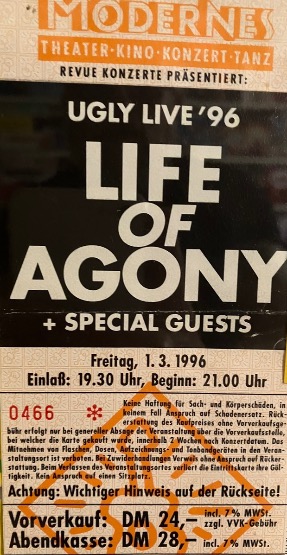 MODERNES
THEATER·KINO·KONZERT·TANZ
REVUE KONZERTE PRÄSENTIERT:
UGLY LIVE '96
LIFE
OF
AGONY
+ SPECIAL GUESTS
Freitag, 1. 3. 1996
Einlaß: 19.30 Uhr, Beginn: 21.00 Uhr
0466 *
Keine Haftung für Sach- und Körperschäden, in
keinem Fall Anspruch auf Schadenersatz. Rück-
erstattung des Kaufpreises ohne Vorverkaufsge-
bühr erfolgt nur bei genereller Absage der Veranstaltung über die Vorverkaufsstelle,
bei welcher die Karte gekauft wurde, innerhalb 2 Wochen nach Konzertdatum. Das
Mitnehmen von Flaschen, Dosen, Aufzeichnungs- und Tonbandgeräten in den Veran-
staltungsort ist verboten. Bei Zuwiderhandlungen Verweis ohne Anspruch auf Rücker-
stattung. Beim Verlassen des Veranstaltungsortes verliert die Eintrittskarte ihre Gül-
tigkeit. Kein Anspruch auf einen Sitzplatz.
Achtung: Wichtiger Hinweis auf der Rückseite!
Vorverkauf: DM 24,– incl. 7 % MWSt. zzgl. VVK-Gebühr
Abendkasse: DM 28,– incl. 7 % MWSt.